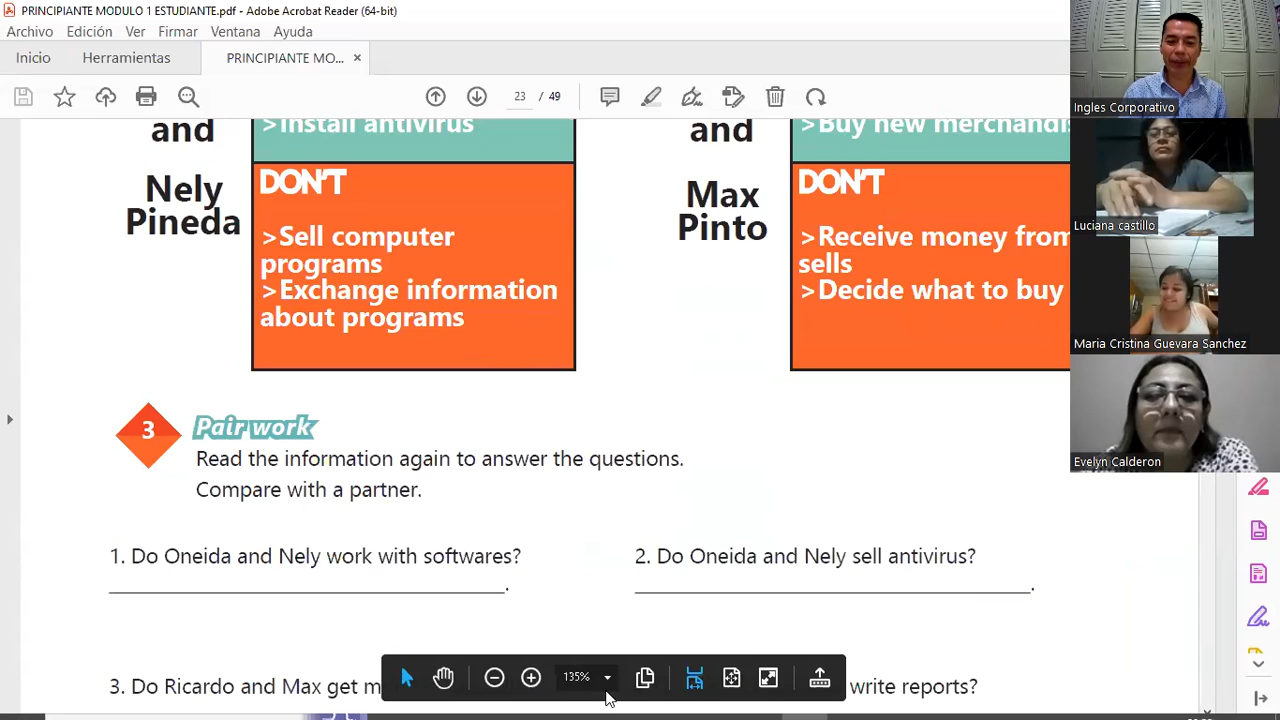 PRINCIPIANTE MODULO 1 ESTUDIANTE.pdf - Adobe Acrobat Reader (64-bit)
Archivo Edición Ver Firmar Ventana Ayuda
Inicio Herramientas PRINCIPIANTE MO... ×
23 / 49
and
Nely
Pineda
>Install antivirus
DON'T
>Sell computer
programs
>Exchange information
about programs
and
Max
Pinto
>Buy new merchandis
DON'T
>Receive money from
sells
>Decide what to buy
3 Pair work
Read the information again to answer the questions.
Compare with a partner.
1. Do Oneida and Nely work with softwares?
.
2. Do Oneida and Nely sell antivirus?
.
3. Do Ricardo and Max get m
write reports?
135%
Ingles Corporativo
Luciana castillo
Maria Cristina Guevara Sanchez
Evelyn Calderon